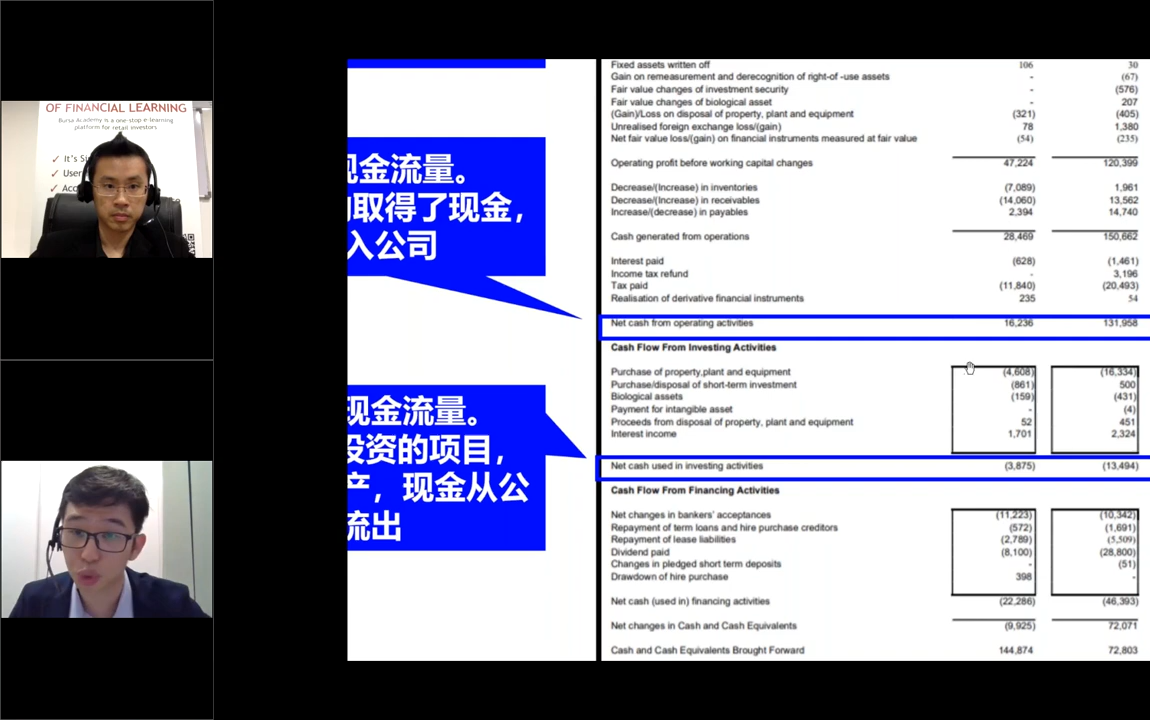 OF FINANCIAL LEARNING
Bursa Academy is a one-stop e-learning
platform for retail investors
✓ It's Si
✓ User
✓ Acc
现金流量。
取得了现金，
入公司
现金流量。
投资的项目，
产，现金从公
流出
Fixed assets written off 106 30
Gain on remeasurement and derecognition of right-of -use assets - (67)
Fair value changes of investment security - (576)
Fair value changes of biological asset - 207
(Gain)/Loss on disposal of property, plant and equipment (321) (405)
Unrealised foreign exchange loss/(gain) 78 1,380
Net fair value loss/(gain) on financial instruments measured at fair value (54) (235)
Operating profit before working capital changes 47,224 120,399
Decrease/(Increase) in inventories (7,089) 1,961
Decrease/(Increase) in receivables (14,060) 13,562
Increase/(decrease) in payables 2,394 14,740
Cash generated from operations 28,469 150,662
Interest paid (628) (1,461)
Income tax refund - 3,196
Tax paid (11,840) (20,493)
Realisation of derivative financial instruments 235 54
Net cash from operating activities 16,236 131,958
Cash Flow From Investing Activities
Purchase of property,plant and equipment (4,608) (16,334)
Purchase/disposal of short-term investment (861) 500
Biological assets (159) (431)
Payment for intangible asset - (4)
Proceeds from disposal of property, plant and equipment 52 451
Interest income 1,701 2,324
Net cash used in investing activities (3,875) (13,494)
Cash Flow From Financing Activities
Net changes in bankers' acceptances (11,223) (10,342)
Repayment of term loans and hire purchase creditors (572) (1,691)
Repayment of lease liabilities (2,789) (5,509)
Dividend paid (8,100) (28,800)
Changes in pledged short term deposits - (51)
Drawdown of hire purchase 398 -
Net cash (used in) financing activities (22,286) (46,393)
Net changes in Cash and Cash Equivalents (9,925) 72,071
Cash and Cash Equivalents Brought Forward 144,874 72,803